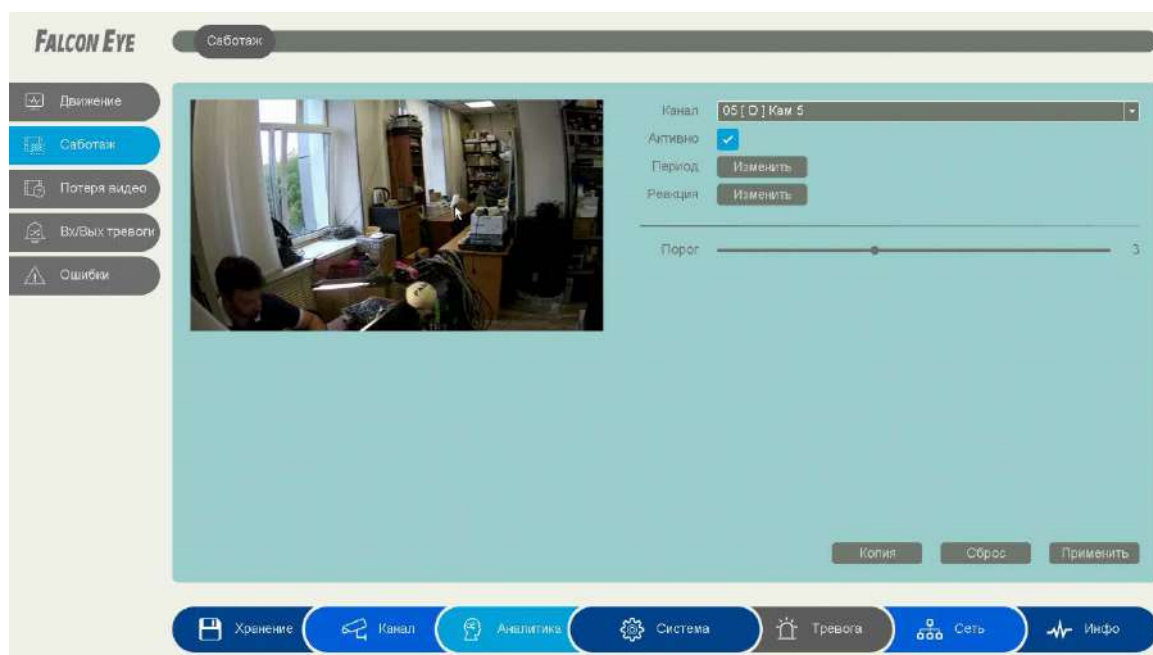 FALCON EYE
Саботаж
Движение
Саботаж
Потеря видео
Вх/Вых тревоги
Ошибки
Канал 05 [ D ] Кам 5
Активно
Период Изменить
Реакция Изменить
Порог 3
Копия Сброс Применить
Хранение Канал Аналитика Система Тревога Сеть Инфо